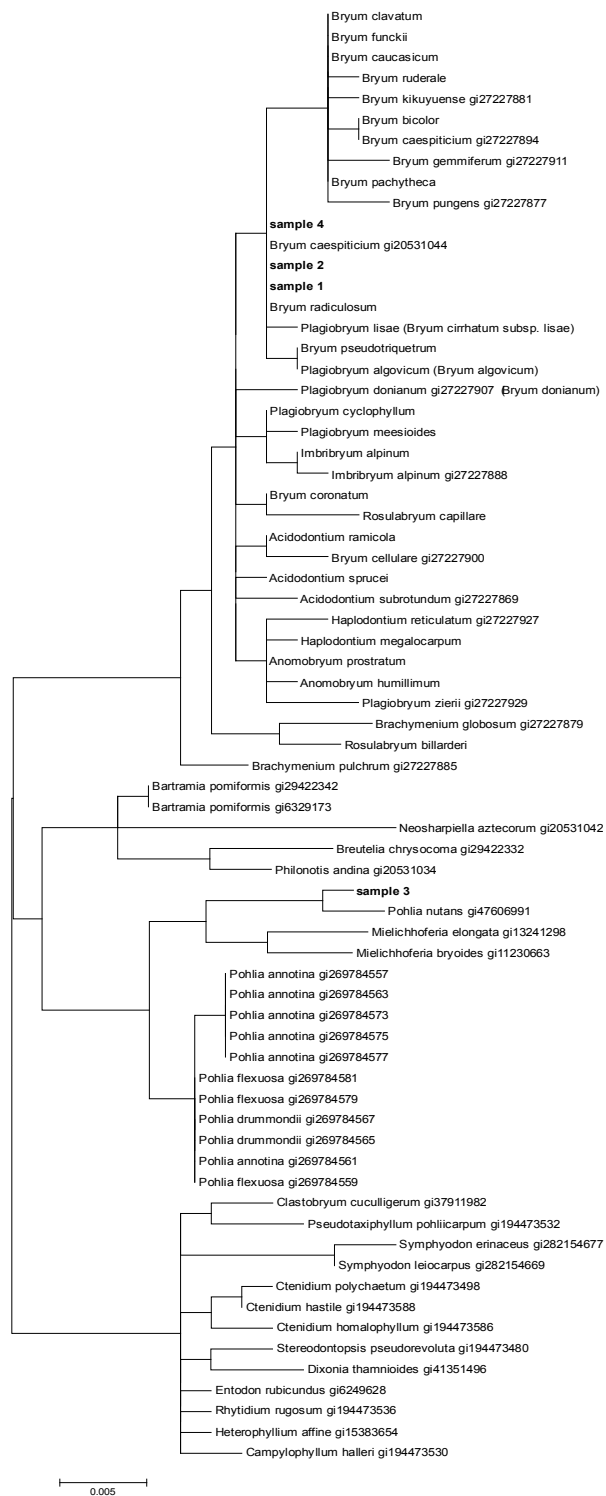 Bryum clavatum
Bryum funckii
Bryum caucasicum
Bryum ruderale
Bryum kikuyuense gi27227881
Bryum bicolor
Bryum caespiticium gi27227894
Bryum gemmiferum gi27227911
Bryum pachytheca
Bryum pungens gi27227877
sample 4
Bryum caespiticium gi20531044
sample 2
sample 1
Bryum radiculosum
Plagiobryum lisae (Bryum cirrhatum subsp. lisae)
Bryum pseudotriquetrum
Plagiobryum algovicum (Bryum algovicum)
Plagiobryum donianum gi27227907 (Bryum donianum)
Plagiobryum cyclophyllum
Plagiobryum meesioides
Imbribryum alpinum
Imbribryum alpinum gi27227888
Bryum coronatum
Rosulabryum capillare
Acidodontium ramicola
Bryum cellulare gi27227900
Acidodontium sprucei
Acidodontium subrotundum gi27227869
Haplodontium reticulatum gi27227927
Haplodontium megalocarpum
Anomobryum prostratum
Anomobryum humillimum
Plagiobryum zierii gi27227929
Brachymenium globosum gi27227879
Rosulabryum billarderi
Brachymenium pulchrum gi27227885
Bartramia pomiformis gi29422342
Bartramia pomiformis gi6329173
Neosharpiella aztecorum gi20531042
Breutelia chrysocoma gi29422332
Philonotis andina gi20531034
sample 3
Pohlia nutans gi47606991
Mielichhoferia elongata gi13241298
Mielichhoferia bryoides gi11230663
Pohlia annotina gi269784557
Pohlia annotina gi269784563
Pohlia annotina gi269784573
Pohlia annotina gi269784575
Pohlia annotina gi269784577
Pohlia flexuosa gi269784581
Pohlia flexuosa gi269784579
Pohlia drummondii gi269784567
Pohlia drummondii gi269784565
Pohlia annotina gi269784561
Pohlia flexuosa gi269784559
Clastobryum cuculligerum gi37911982
Pseudotaxiphyllum pohliicarpum gi194473532
Symphyodon erinaceus gi282154677
Symphyodon leiocarpus gi282154669
Ctenidium polychaetum gi194473498
Ctenidium hastile gi194473588
Ctenidium homalophyllum gi194473586
Stereodontopsis pseudorevoluta gi194473480
Dixonia thamnioides gi41351496
Entodon rubicundus gi6249628
Rhytidium rugosum gi194473536
Heterophyllium affine gi15383654
Campylophyllum halleri gi194473530
0.005